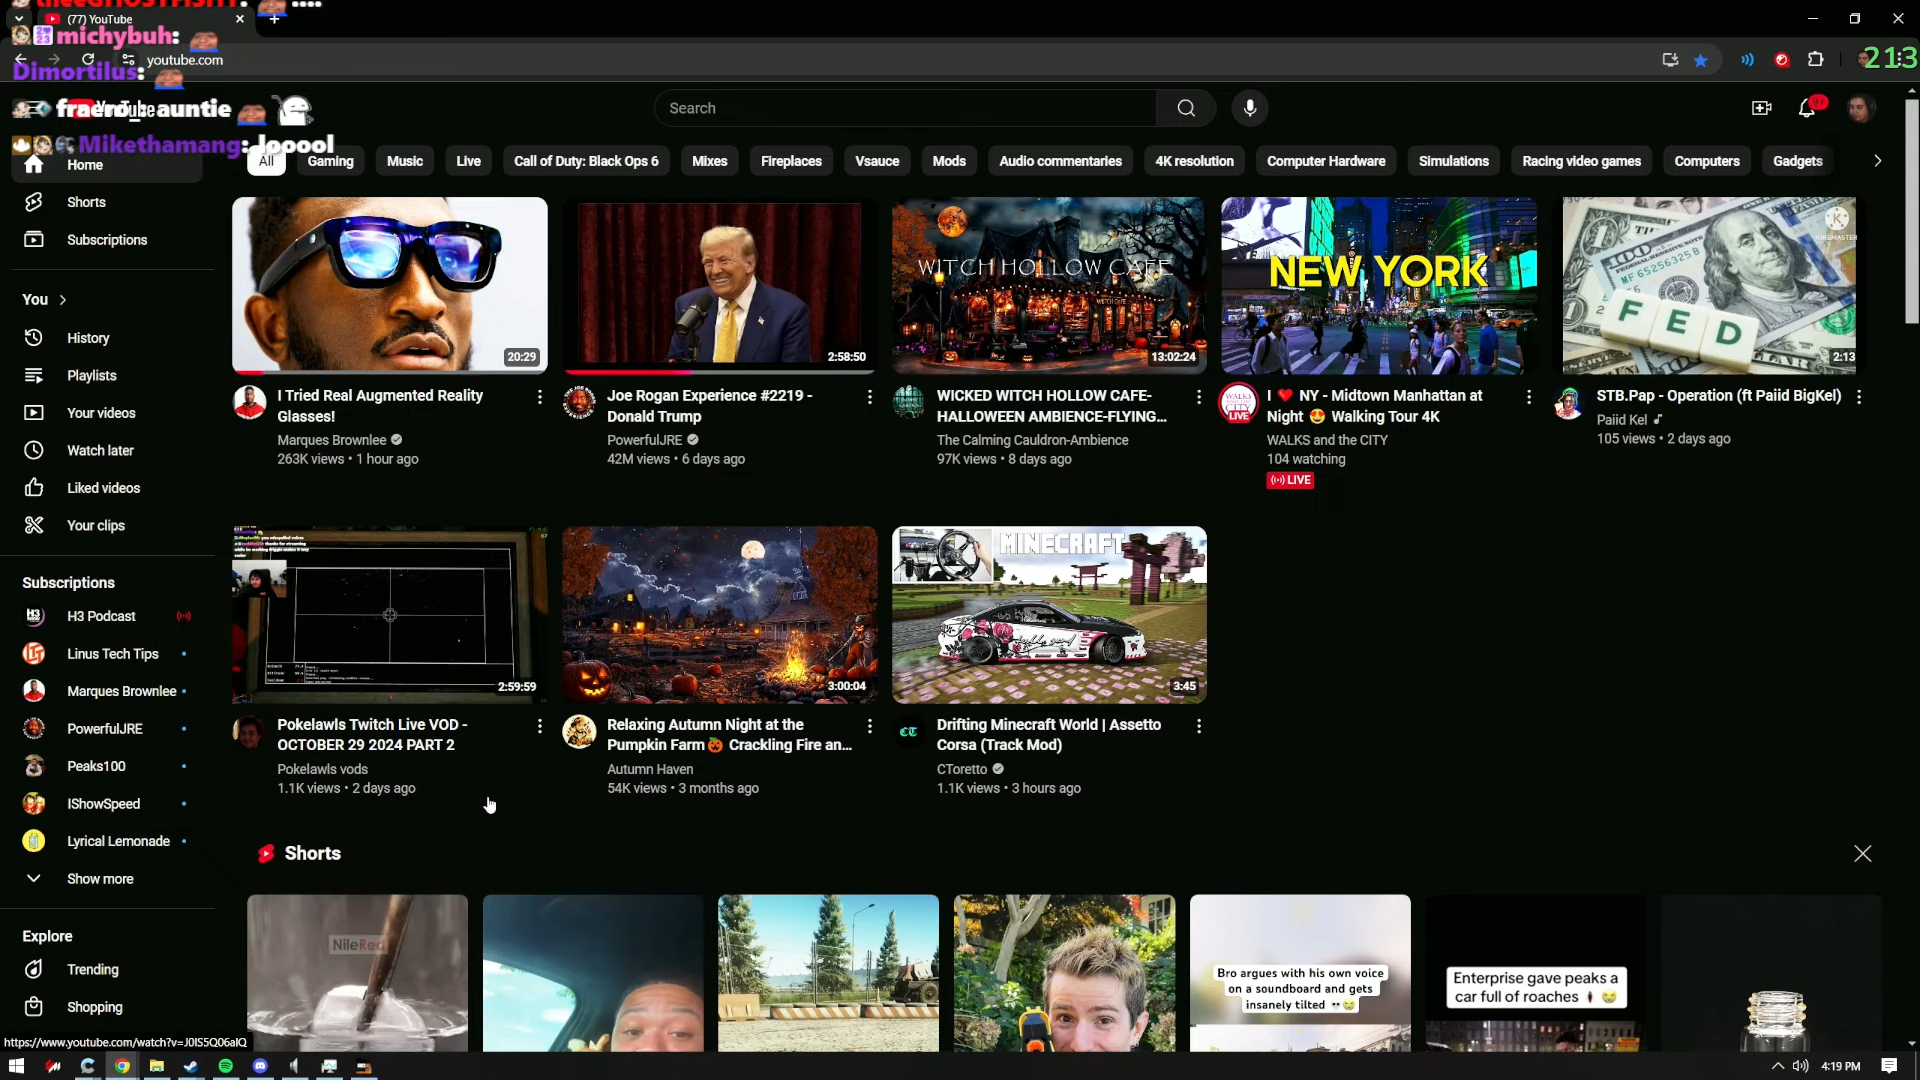 (77) YouTube
michybuh:
youtube.com
213
Dimortilus:
fraero_: auntie
Search
9+
Mikethamang: looool
Home
Shorts
Subscriptions
You
History
Playlists
Your videos
Watch later
Liked videos
Your clips
Subscriptions
H3 Podcast
Linus Tech Tips
Marques Brownlee
PowerfulJRE
Peaks100
IShowSpeed
Lyrical Lemonade
Show more
Explore
Trending
Shopping
All
Gaming
Music
Live
Call of Duty: Black Ops 6
Mixes
Fireplaces
Vsauce
Mods
Audio commentaries
4K resolution
Computer Hardware
Simulations
Racing video games
Computers
Gadgets
20:29
I Tried Real Augmented Reality
Glasses!
Marques Brownlee
263K views • 1 hour ago
2:58:50
Joe Rogan Experience #2219 -
Donald Trump
PowerfulJRE
42M views • 6 days ago
WITCH HOLLOW CAFE
13:02:24
WICKED WITCH HOLLOW CAFE-
HALLOWEEN AMBIENCE-FLYING...
The Calming Cauldron-Ambience
97K views • 8 days ago
NEW YORK
I ❤️ NY - Midtown Manhattan at
Night 😍 Walking Tour 4K
WALKS and the CITY
104 watching
LIVE
KINEMASTER
FED
2:13
STB.Pap - Operation (ft Paiid BigKel)
Paiid Kel
105 views • 2 days ago
2:59:59
Pokelawls Twitch Live VOD -
OCTOBER 29 2024 PART 2
Pokelawls vods
1.1K views • 2 days ago
3:00:04
Relaxing Autumn Night at the
Pumpkin Farm🎃 Crackling Fire an...
Autumn Haven
54K views • 3 months ago
MINECRAFT
3:45
Drifting Minecraft World | Assetto
Corsa (Track Mod)
CToretto
1.1K views • 3 hours ago
Shorts
NileRed
Bro argues with his own voice
on a soundboard and gets
insanely tilted 💀😭
Enterprise gave peaks a
car full of roaches 😭
https://www.youtube.com/watch?v=J0IS5Q06aIQ
4:19 PM